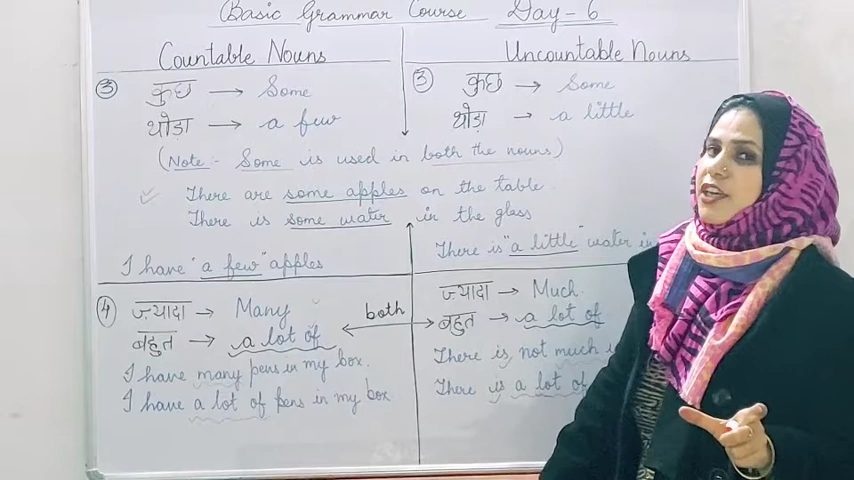 Basic Grammar Course Day-6
Countable Nouns
③ कुछ → Some
थोड़ा → a few
Uncountable Nouns
③ कुछ → Some
थोड़ा → a little
(Note:- Some is used in both the nouns)
There are some apples on the table
There is some water in the glass
I have "a few" apples
There is "a little" water in
④ ज्यादा → Many
बहुत → a lot of
both
I have many pens in my box.
I have a lot of pens in my box
ज्यादा → Much
बहुत → a lot of
There is not much
There is a lot of